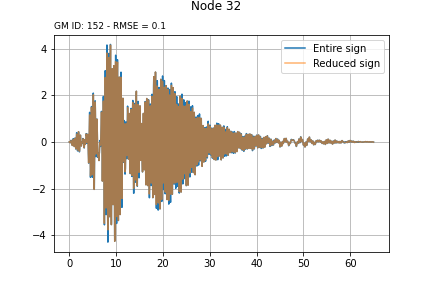 Node 32
GM ID: 152 - RMSE = 0.1
Entire sign
Reduced sign
4
2
0
−2
−4
0 10 20 30 40 50 60